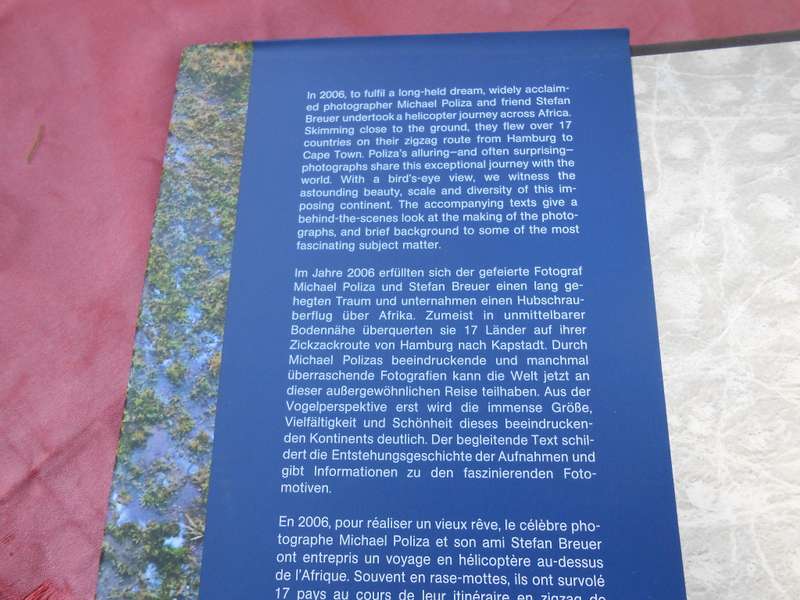 In 2006, to fulfil a long-held dream, widely acclaim-
ed photographer Michael Poliza and friend Stefan
Breuer undertook a helicopter journey across Africa.
Skimming close to the ground, they flew over 17
countries on their zigzag route from Hamburg to
Cape Town. Poliza's alluring—and often surprising—
photographs share this exceptional journey with the
world. With a bird's-eye view, we witness the
astounding beauty, scale and diversity of this im-
posing continent. The accompanying texts give a
behind-the-scenes look at the making of the photo-
graphs, and brief background to some of the most
fascinating subject matter.
Im Jahre 2006 erfüllten sich der gefeierte Fotograf
Michael Poliza und Stefan Breuer einen lang ge-
hegten Traum und unternahmen einen Hubschrau-
berflug über Afrika. Zumeist in unmittelbarer
Bodennähe überquerten sie 17 Länder auf ihrer
Zickzackroute von Hamburg nach Kapstadt. Durch
Michael Polizas beeindruckende und manchmal
überraschende Fotografien kann die Welt jetzt an
dieser außergewöhnlichen Reise teilhaben. Aus der
Vogelperspektive erst wird die immense Größe,
Vielfältigkeit und Schönheit dieses beeindrucken-
den Kontinents deutlich. Der begleitende Text schil-
dert die Entstehungsgeschichte der Aufnahmen und
gibt Informationen zu den faszinierenden Foto-
motiven.
En 2006, pour réaliser un vieux rêve, le célèbre pho-
tographe Michael Poliza et son ami Stefan Breuer
ont entrepris un voyage en hélicoptère au-dessus
de l'Afrique. Souvent en rase-mottes, ils ont survolé
17 pays au cours de leur itinéraire en zigzag de